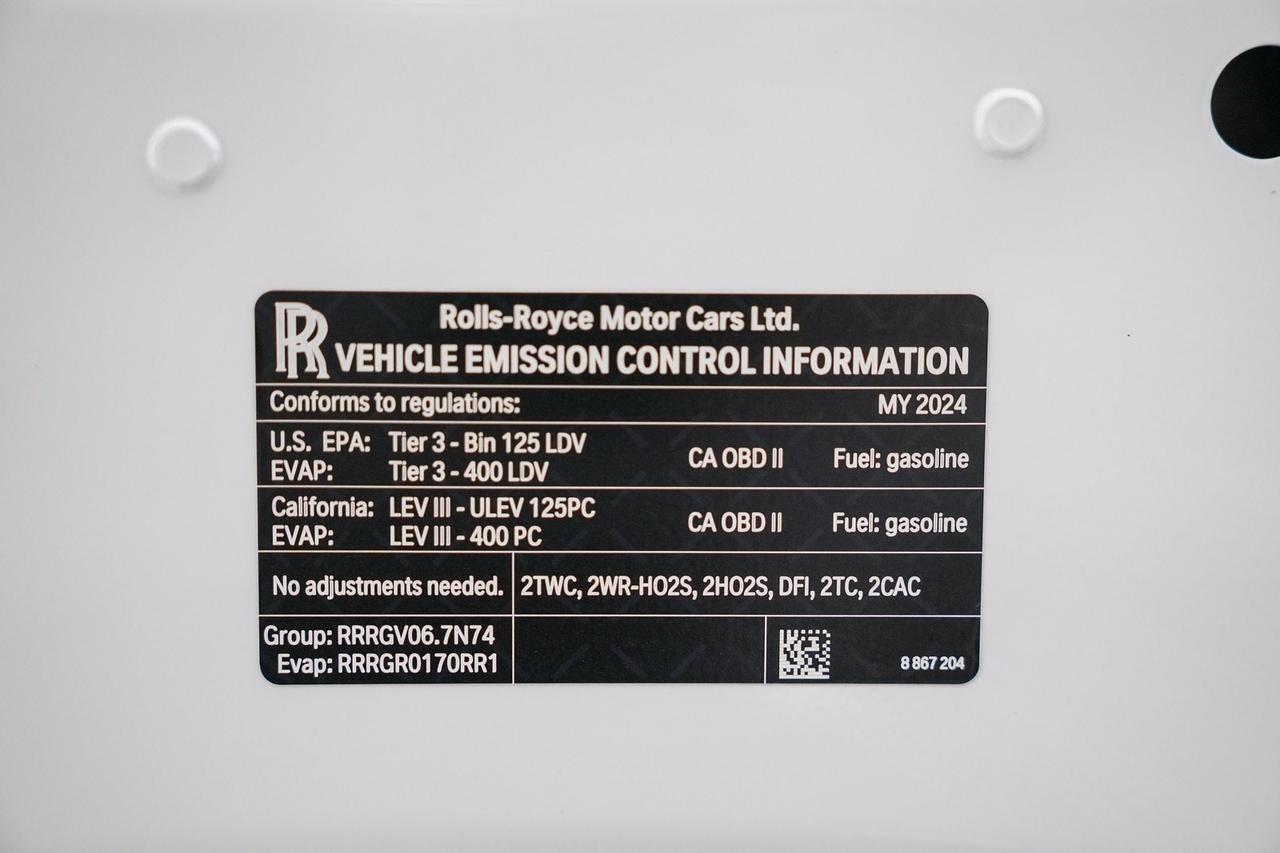 RR
Rolls-Royce Motor Cars Ltd.
VEHICLE EMISSION CONTROL INFORMATION
Conforms to regulations: MY 2024
U.S. EPA: Tier 3 - Bin 125 LDV
EVAP: Tier 3 - 400 LDV
CA OBD II Fuel: gasoline
California: LEV III - ULEV 125PC
EVAP: LEV III - 400 PC
CA OBD II Fuel: gasoline
No adjustments needed. 2TWC, 2WR-HO2S, 2HO2S, DFI, 2TC, 2CAC
Group: RRRGV06.7N74
Evap: RRRGR0170RR1
8 867 204